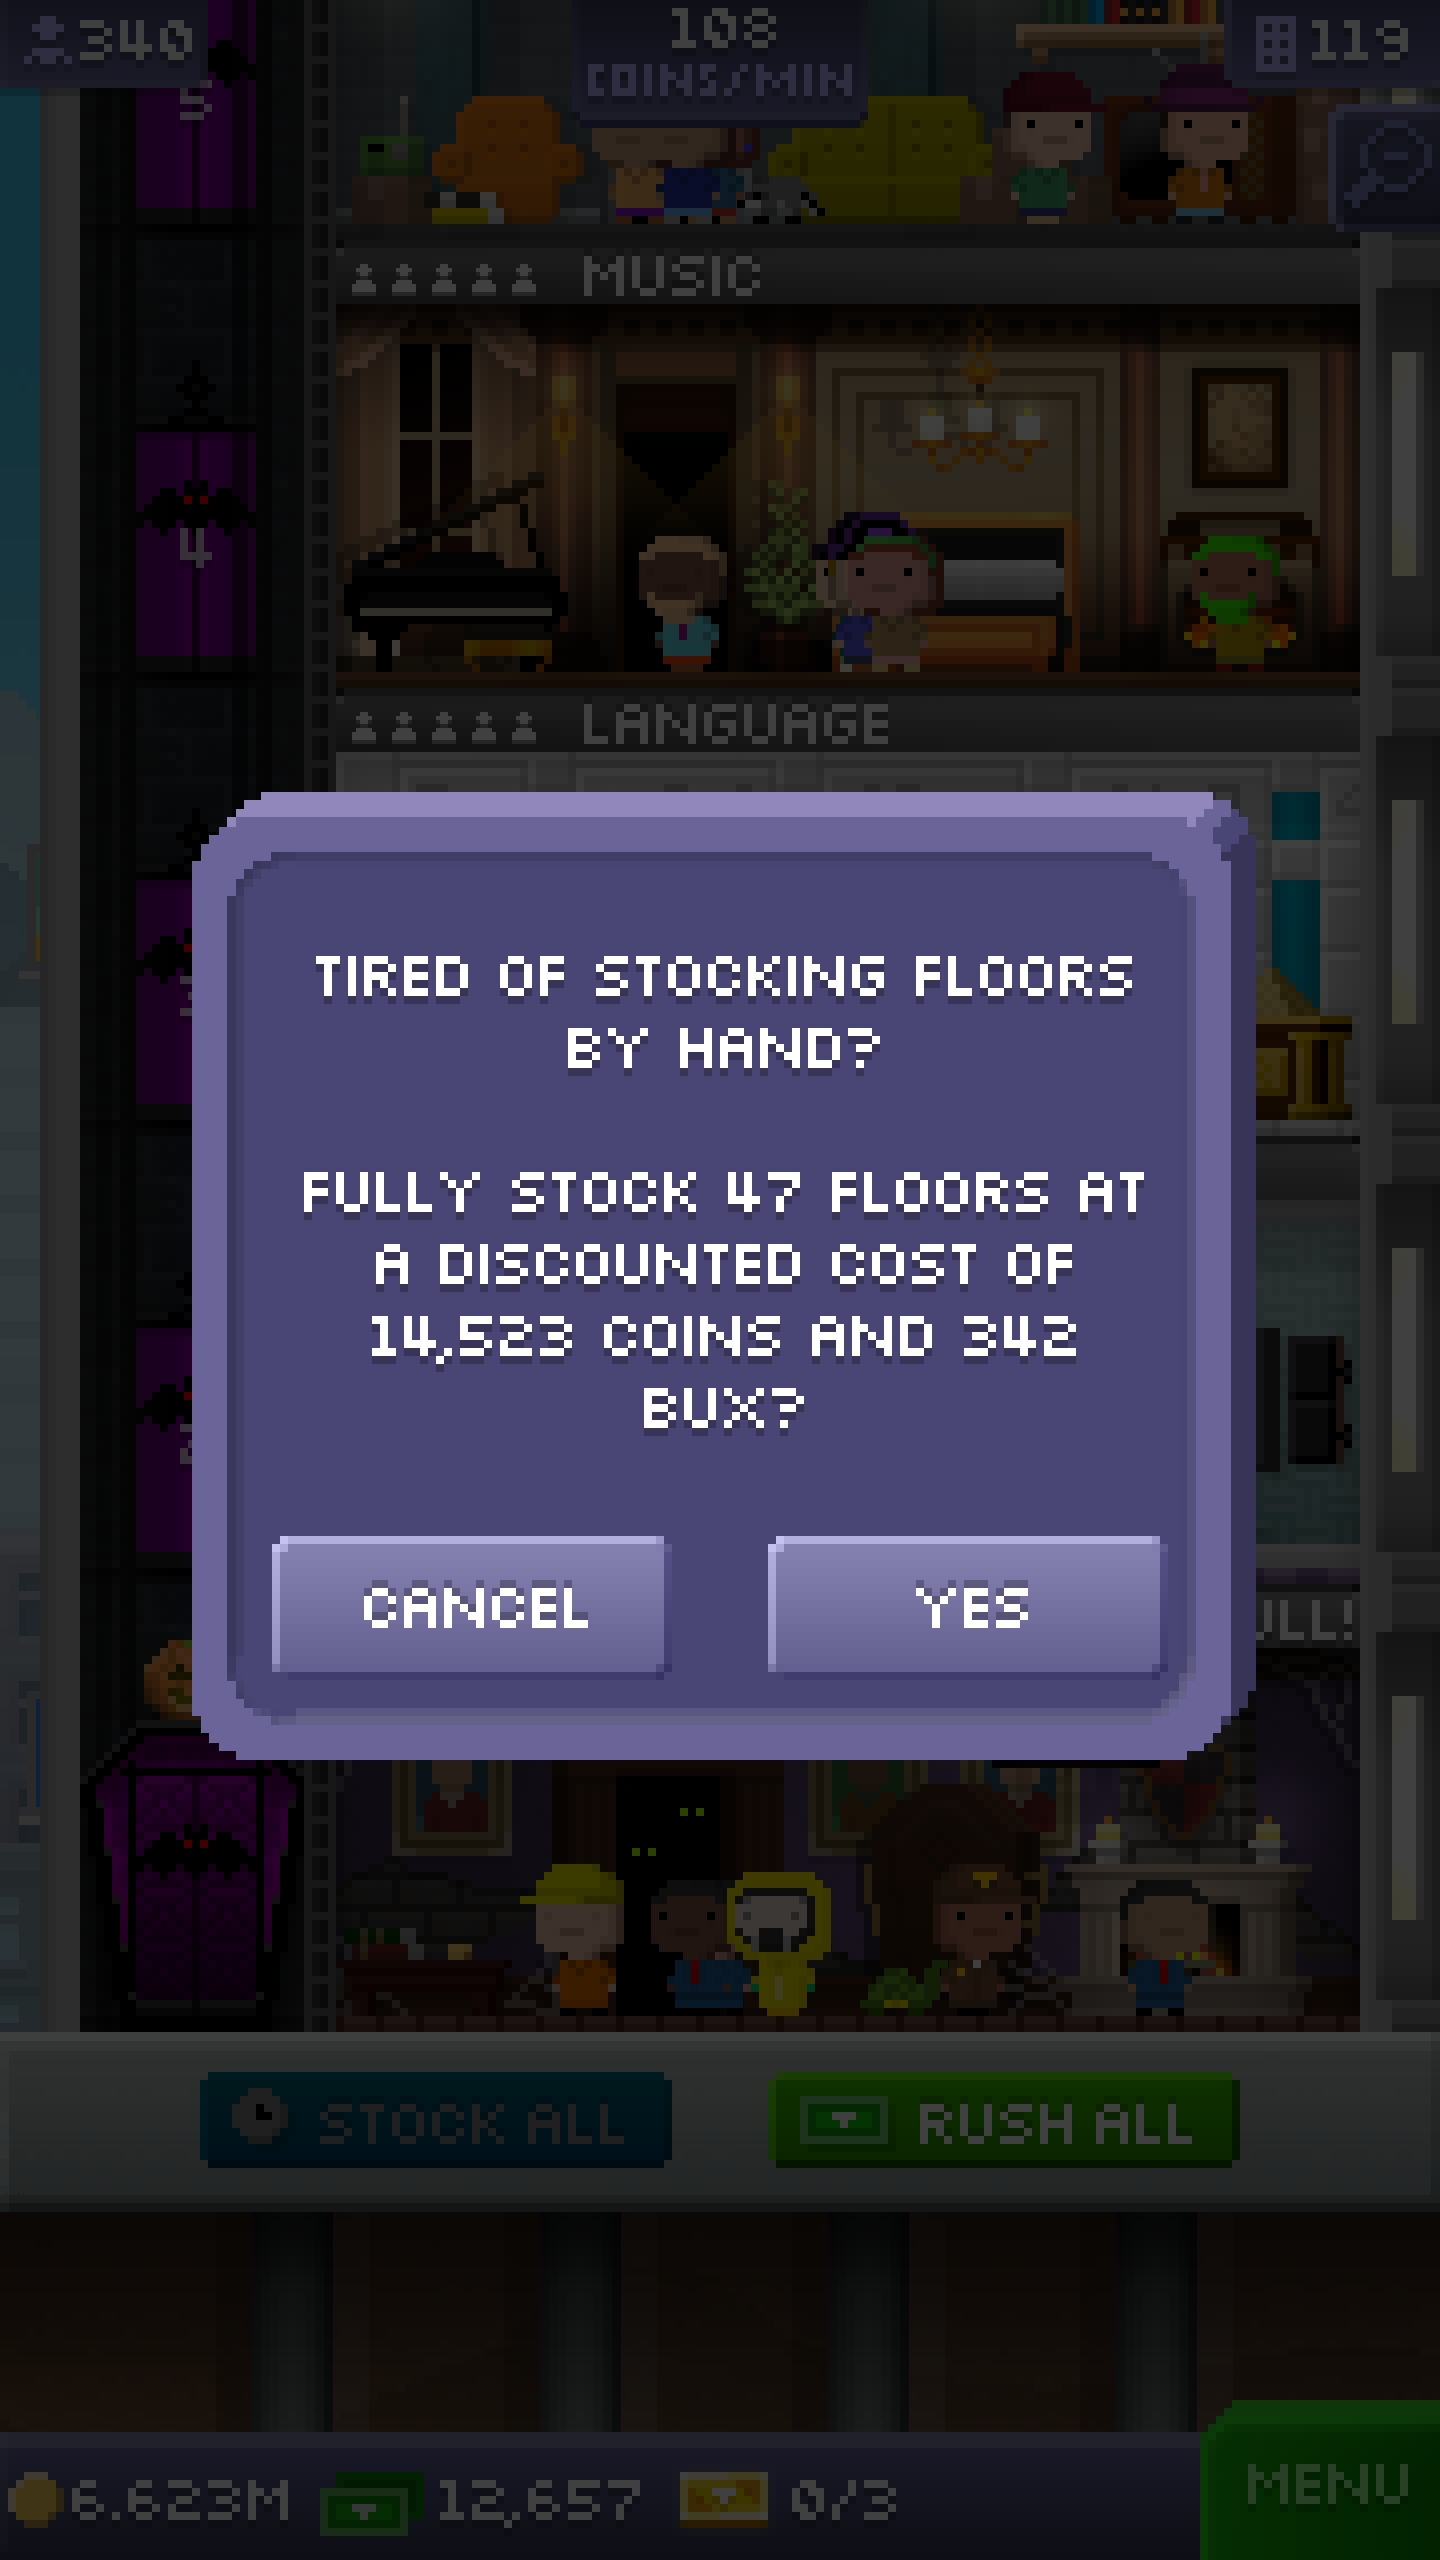 340
108
COINS/MIN
119
5
MUSIC
4
LANGUAGE
TIRED OF STOCKING FLOORS
BY HAND?
FULLY STOCK 47 FLOORS AT
A DISCOUNTED COST OF
14,523 COINS AND 342
BUX?
CANCEL
YES
STOCK ALL
RUSH ALL
6.623M
12,657
0/3
MENU